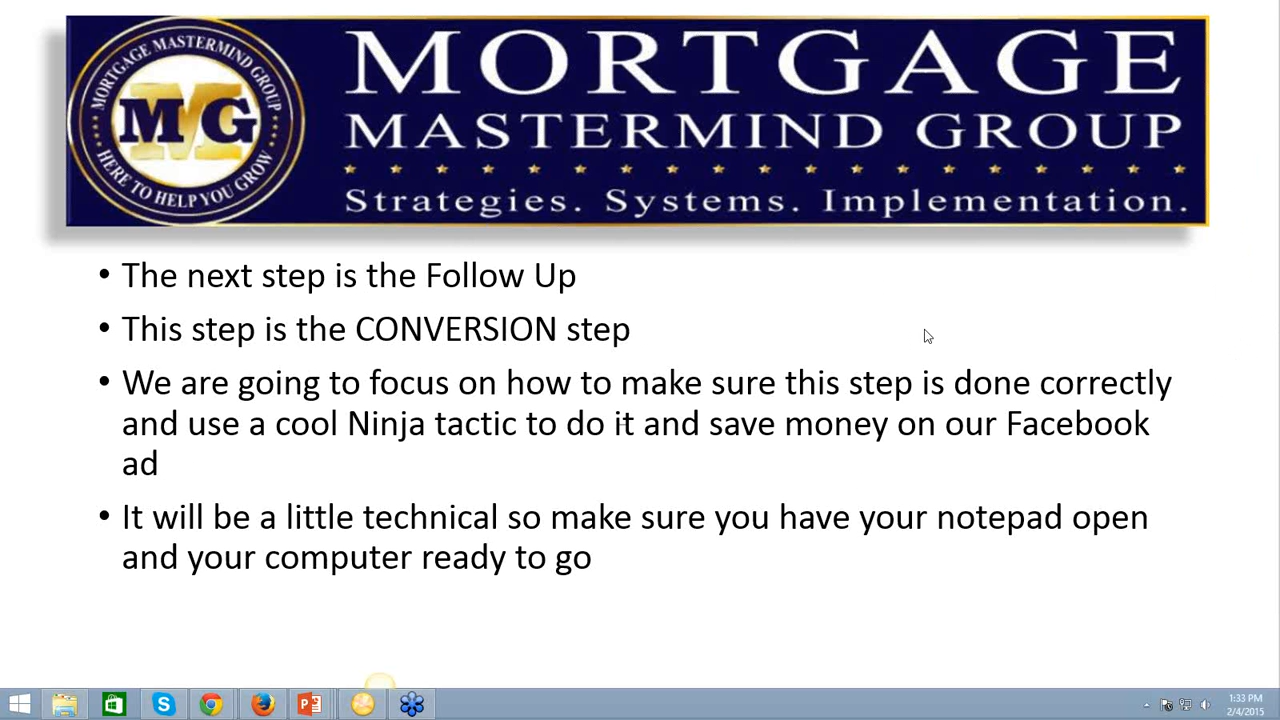 MORTGAGE MASTERMIND GROUP
MG
HERE TO HELP YOU GROW
MORTGAGE
MASTERMIND GROUP
Strategies. Systems. Implementation.
• The next step is the Follow Up
• This step is the CONVERSION step
• We are going to focus on how to make sure this step is done correctly
and use a cool Ninja tactic to do it and save money on our Facebook
ad
• It will be a little technical so make sure you have your notepad open
and your computer ready to go
1:33 PM
2/4/2015